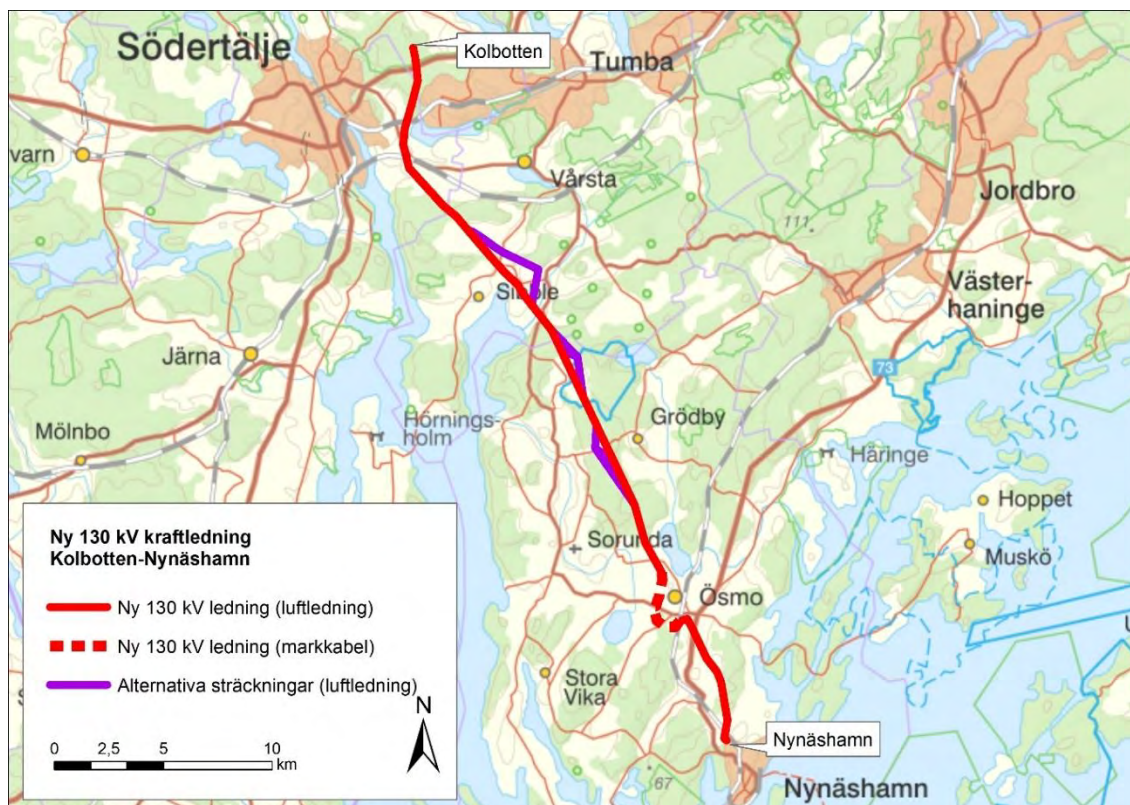 Södertälje
Kolbotten
Tumba
varn
Vårsta
Jordbro
111
Sibble
Väster-
haninge
Järna
73
Hörnings-
holm
Grödby
Mölnbo
Häringe
Hoppet
Sorunda
Muskö
Ösmo
Stora
Vika
Nynäshamn
67
Nynäshamn
Ny 130 kV kraftledning
Kolbotten-Nynäshamn
Ny 130 kV ledning (luftledning)
Ny 130 kV ledning (markkabel)
Alternativa sträckningar (luftledning)
N
0 2,5 5 10
km